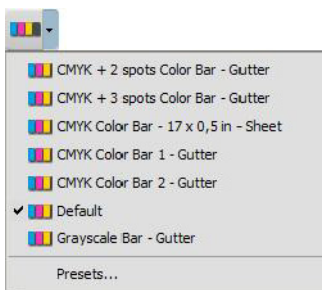 CMYK + 2 spots Color Bar - Gutter
CMYK + 3 spots Color Bar - Gutter
CMYK Color Bar - 17 x 0,5 in - Sheet
CMYK Color Bar 1 - Gutter
CMYK Color Bar 2 - Gutter
Default
Grayscale Bar - Gutter
Presets...